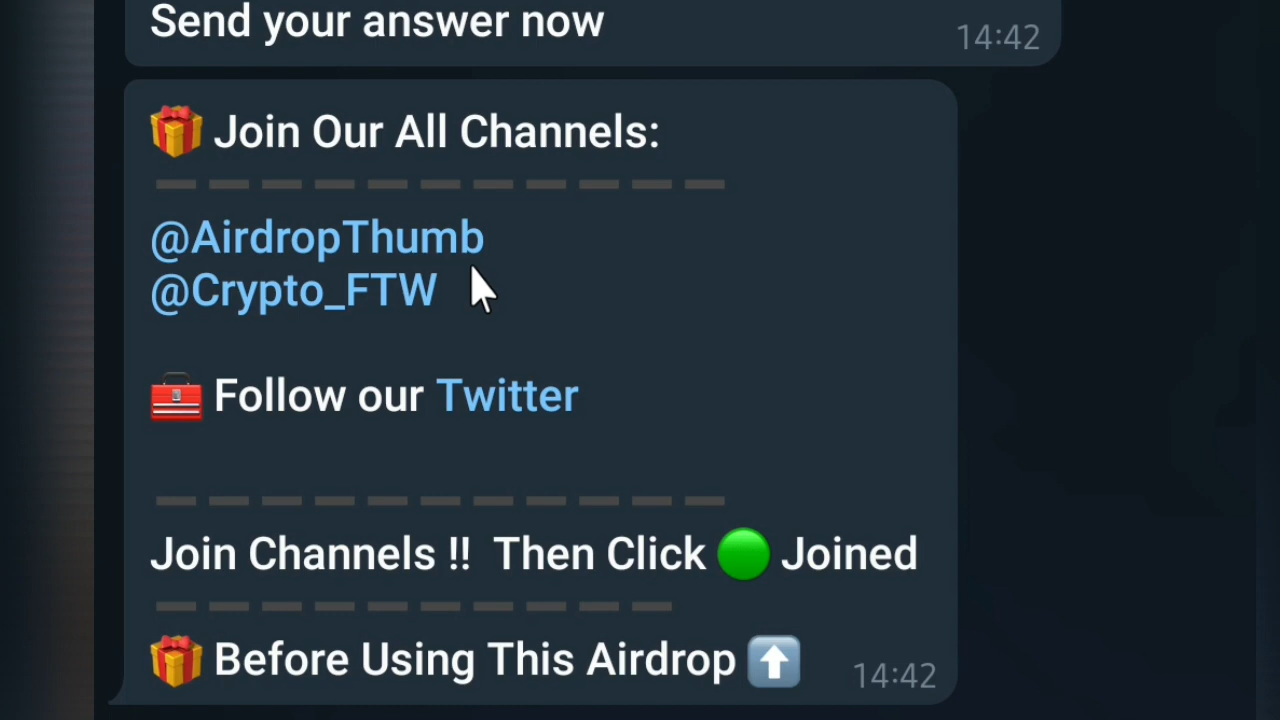 Send your answer now
14:42
🎁 Join Our All Channels:
@AirdropThumb
@Crypto_FTW
🧰 Follow our Twitter
Join Channels !! Then Click 🟢 Joined
🎁 Before Using This Airdrop ⬆️
14:42